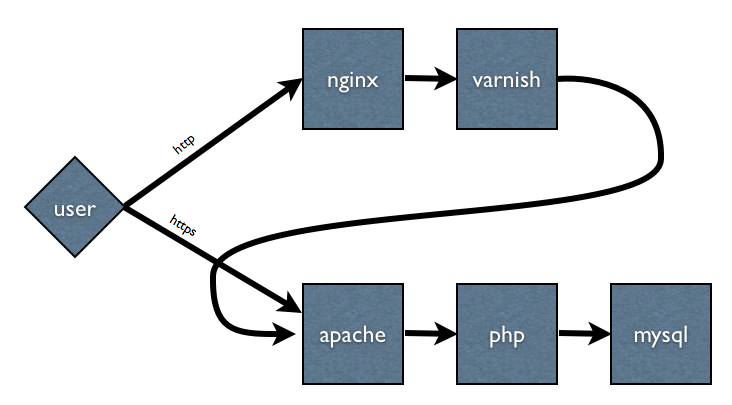 nginx
varnish
http
user
https
apache
php
mysql